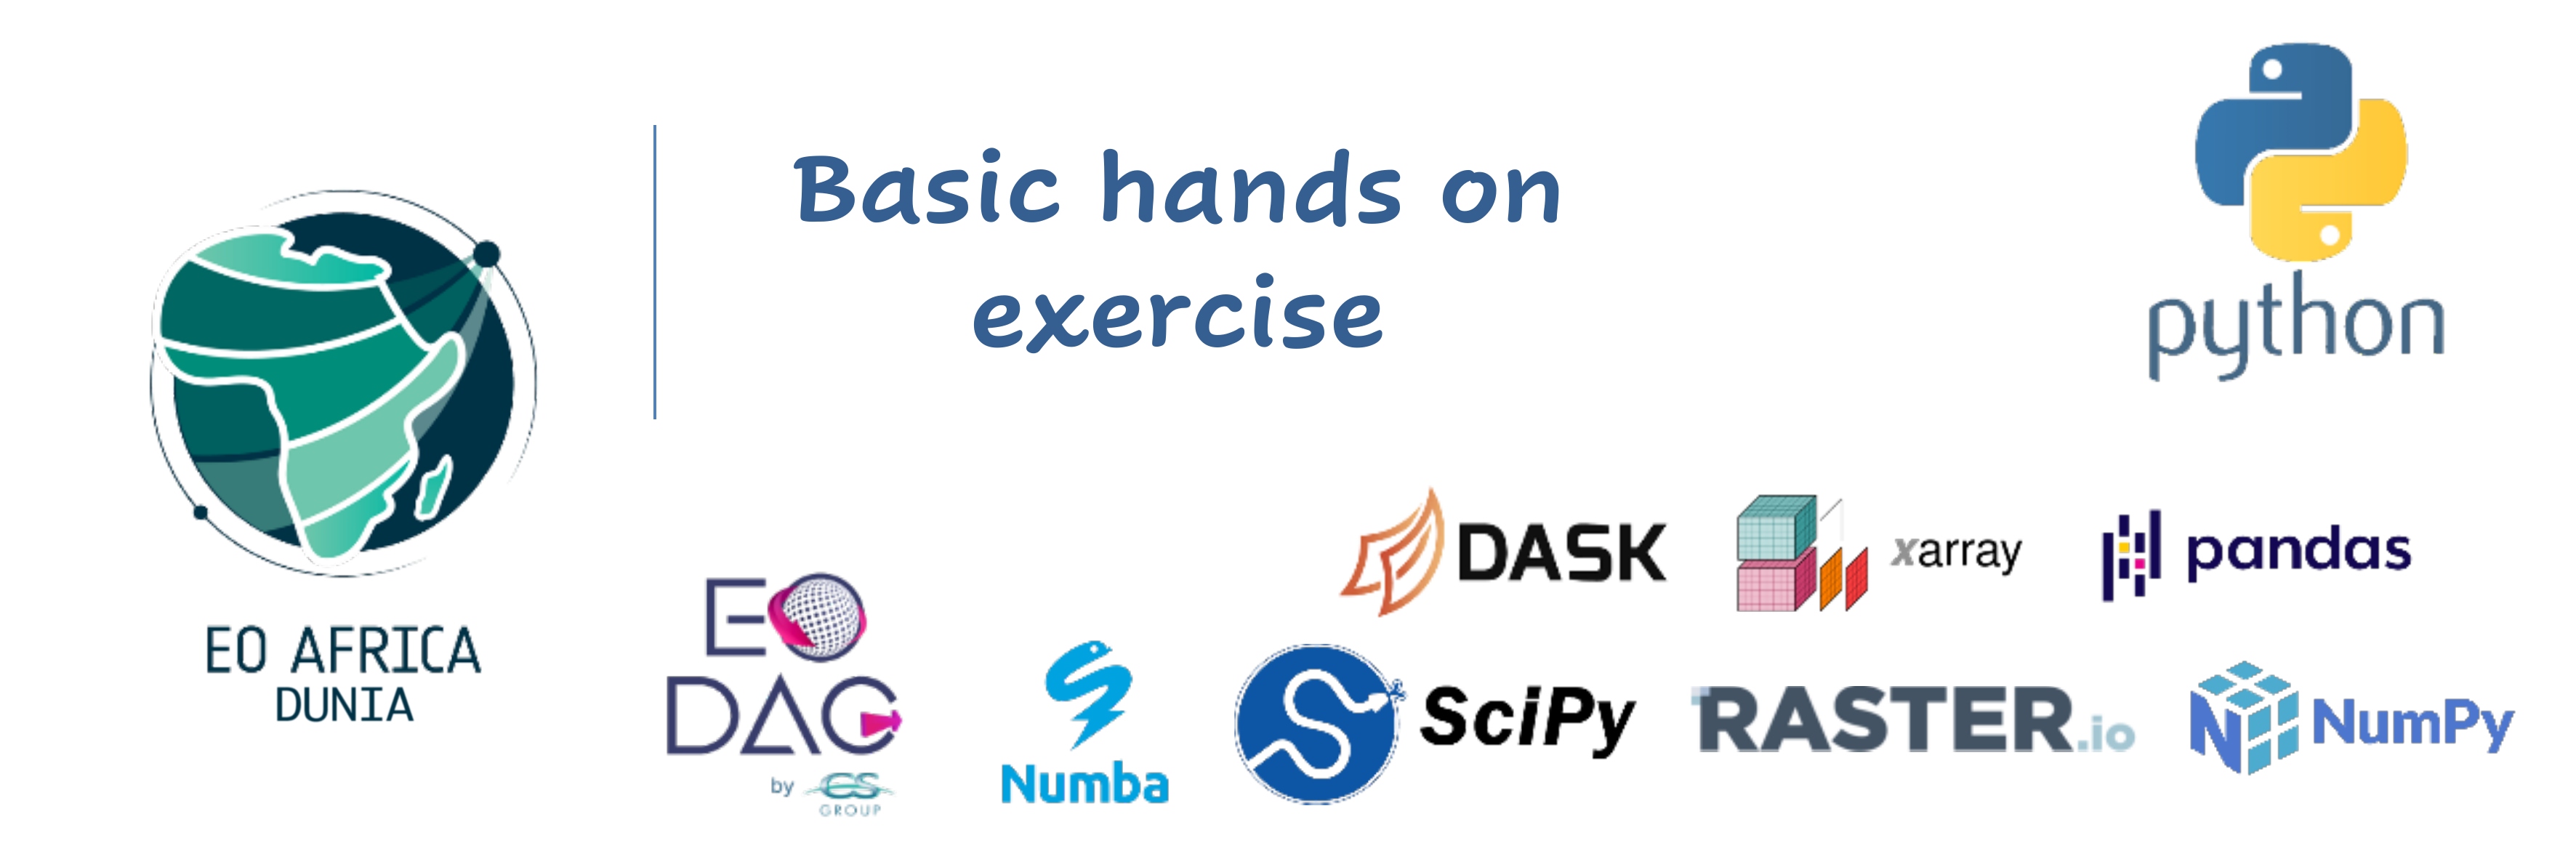 Basic hands on
exercise
python
EO AFRICA
DUNIA
EO
DAG
by CS
GROUP
Numba
DASK
xarray
pandas
SciPy
RASTER.io
N NumPy